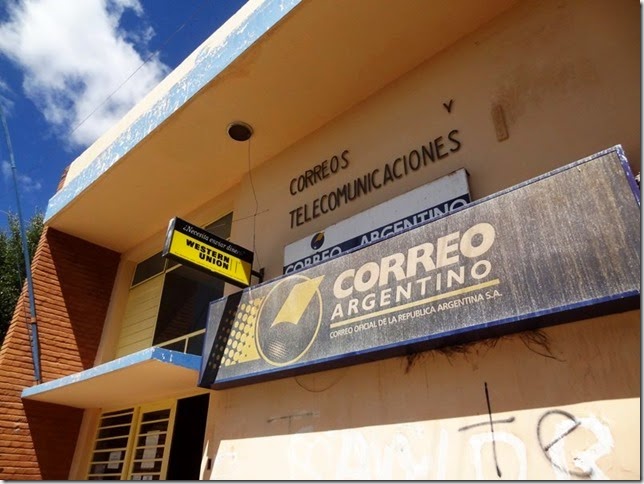 CORREOS Y
TELECOMUNICACIONES
CORREO ARGENTINO
¿Necesita enviar dinero?
WESTERN
UNION
CORREO
ARGENTINO
CORREO OFICIAL DE LA REPUBLICA ARGENTINA S.A.